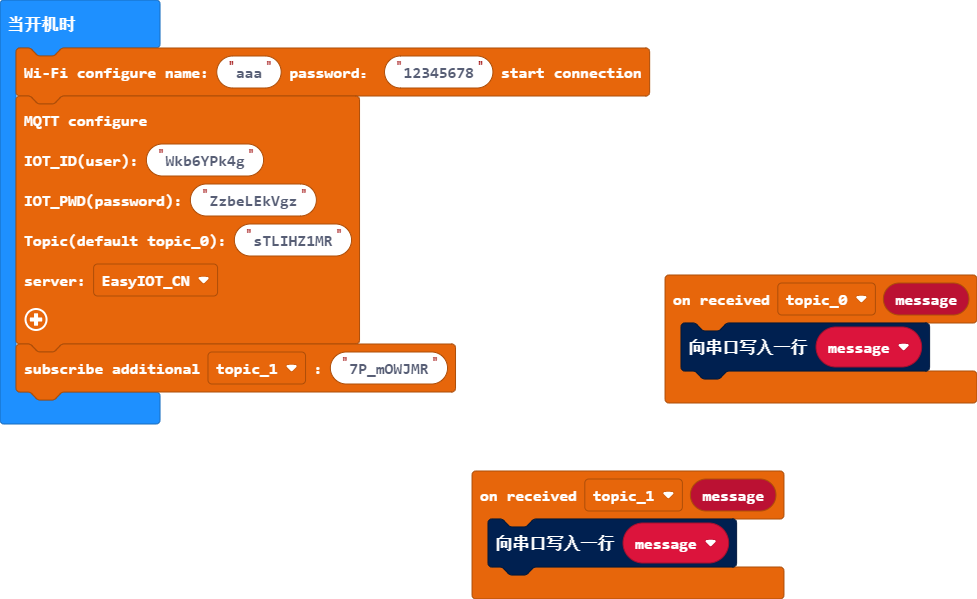 当开机时
Wi-Fi configure name: "aaa" password: "12345678" start connection
MQTT configure
IOT_ID(user): "Wkb6YPk4g"
IOT_PWD(password): "ZzbeLEkVgz"
Topic(default topic_0): "sTLIHZ1MR"
server: EasyIOT_CN
subscribe additional topic_1 : "7P_mOWJMR"
on received topic_0 message
向串口写入一行 message
on received topic_1 message
向串口写入一行 message